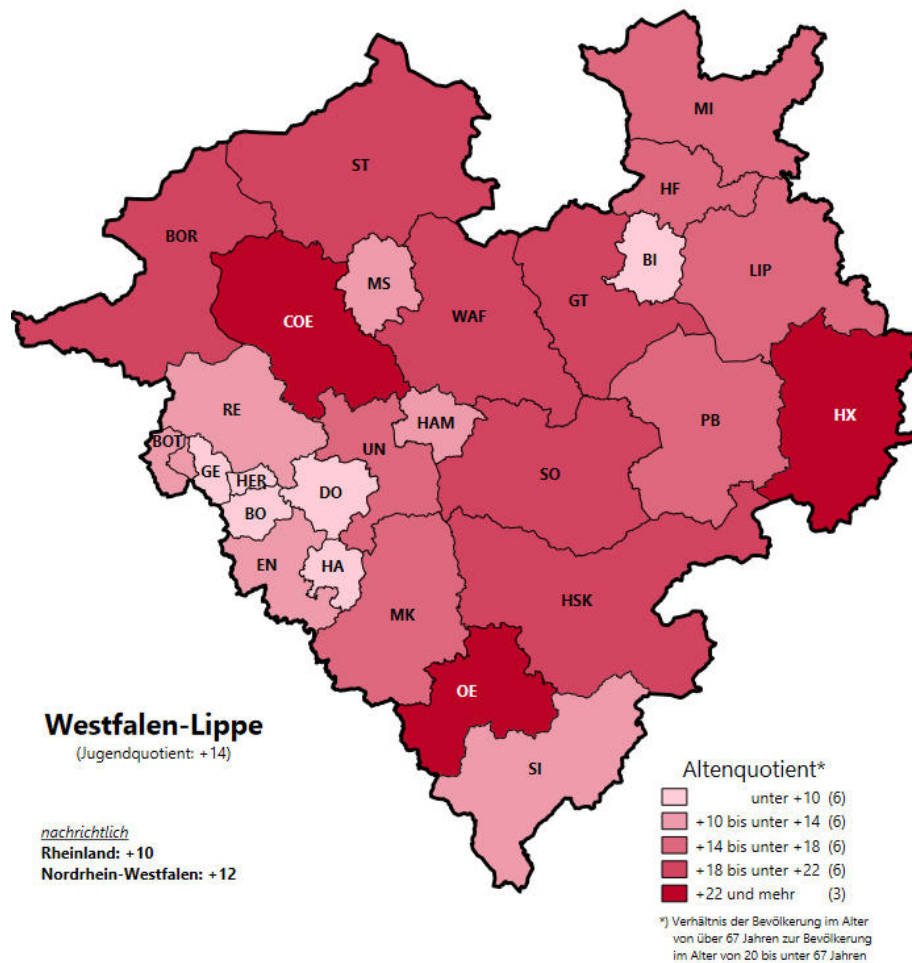 MI
ST
HF
BOR
BI
LIP
MS
GT
COE
WAF
RE
HX
HAM
PB
BOT
UN
GE
HER
SO
DO
BO
EN
HA
HSK
MK
OE
SI
Westfalen-Lippe
(Jugendquotient: +14)
nachrichtlich
Rheinland: +10
Nordrhein-Westfalen: +12
Altenquotient*
unter +10 (6)
+10 bis unter +14 (6)
+14 bis unter +18 (6)
+18 bis unter +22 (6)
+22 und mehr (3)
*) Verhältnis der Bevölkerung im Alter
von über 67 Jahren zur Bevölkerung
im Alter von 20 bis unter 67 Jahren